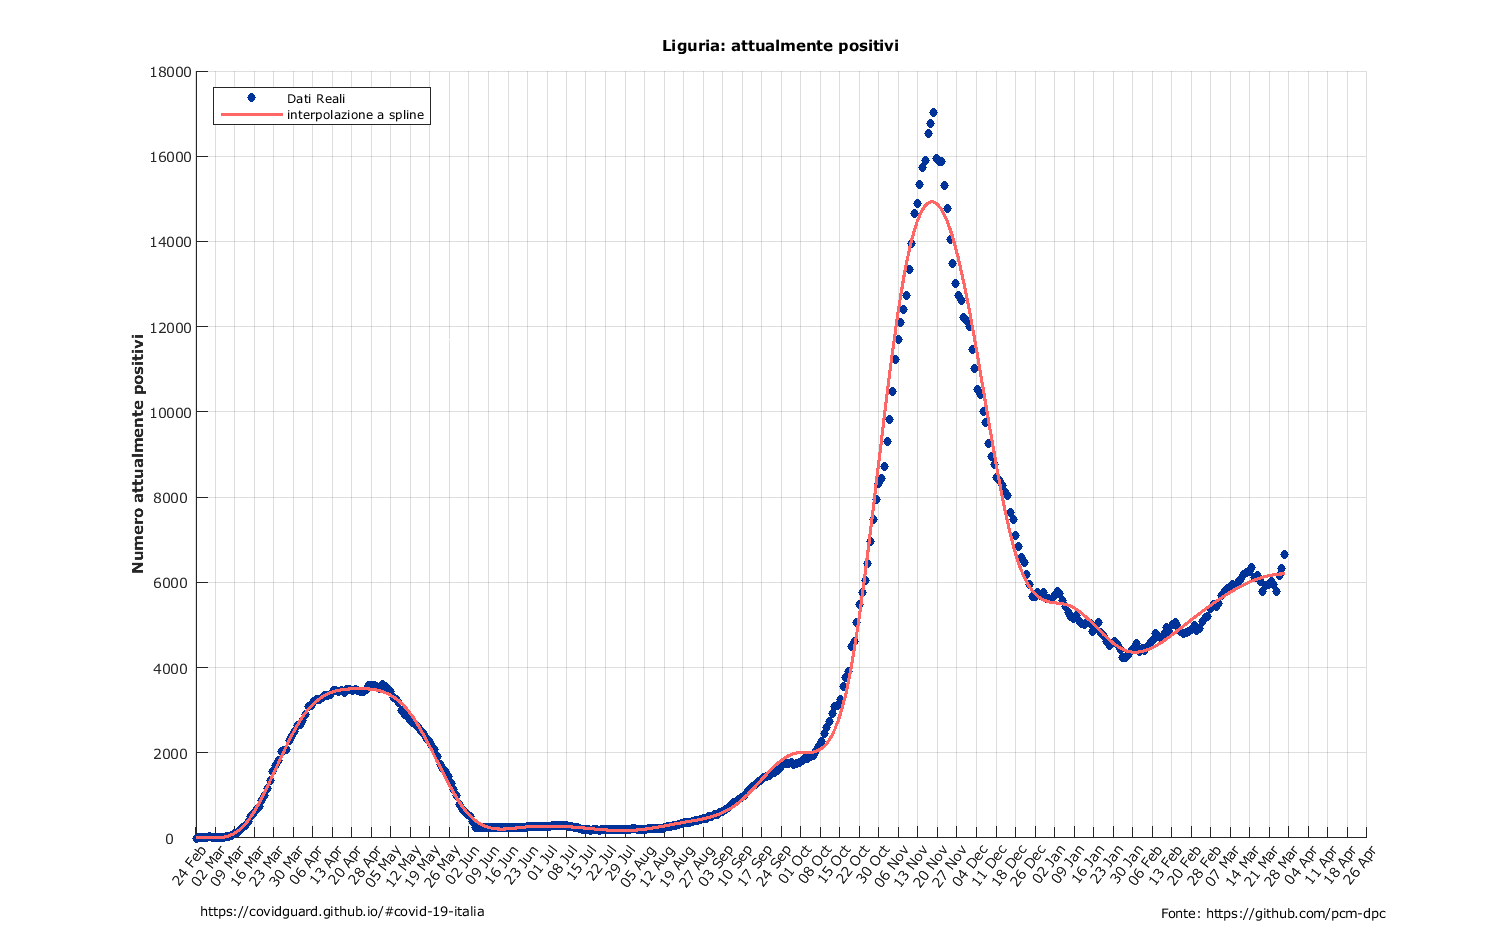 Liguria: attualmente positivi
Dati Reali
interpolazione a spline
Numero attualmente positivi
18000
16000
14000
12000
10000
8000
6000
4000
2000
0
24 Feb
02 Mar
09 Mar
16 Mar
23 Mar
30 Mar
06 Apr
13 Apr
20 Apr
28 Apr
05 May
12 May
19 May
26 May
02 Jun
09 Jun
16 Jun
23 Jun
01 Jul
08 Jul
15 Jul
22 Jul
29 Jul
05 Aug
12 Aug
19 Aug
27 Aug
03 Sep
10 Sep
17 Sep
24 Sep
01 Oct
08 Oct
15 Oct
22 Oct
30 Oct
06 Nov
13 Nov
20 Nov
27 Nov
04 Dec
11 Dec
18 Dec
26 Dec
02 Jan
09 Jan
16 Jan
23 Jan
30 Jan
06 Feb
13 Feb
20 Feb
28 Feb
07 Mar
14 Mar
21 Mar
28 Mar
04 Apr
11 Apr
18 Apr
26 Apr
https://covidguard.github.io/#covid-19-italia
Fonte: https://github.com/pcm-dpc